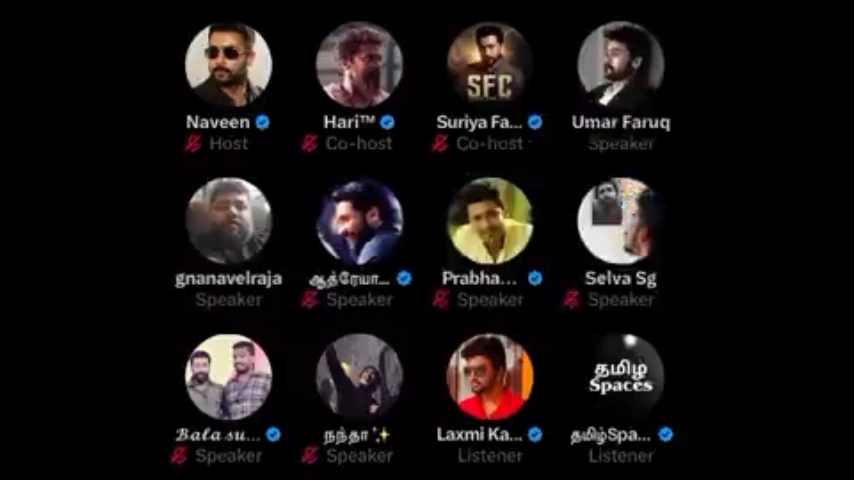 SFC
Naveen Hari™ Suriya Fa... Umar Faruq
Host Co-host Co-host Speaker
gnanavelraja ஆத்ரேயா... Prabha... Selva Sg
Speaker Speaker Speaker Speaker
தமிழ்
Spaces
𝓑𝓪𝓵𝓪 𝓼𝓾... நந்தா✨ Laxmi Ka... தமிழ்Spa...
Speaker Speaker Listener Listener